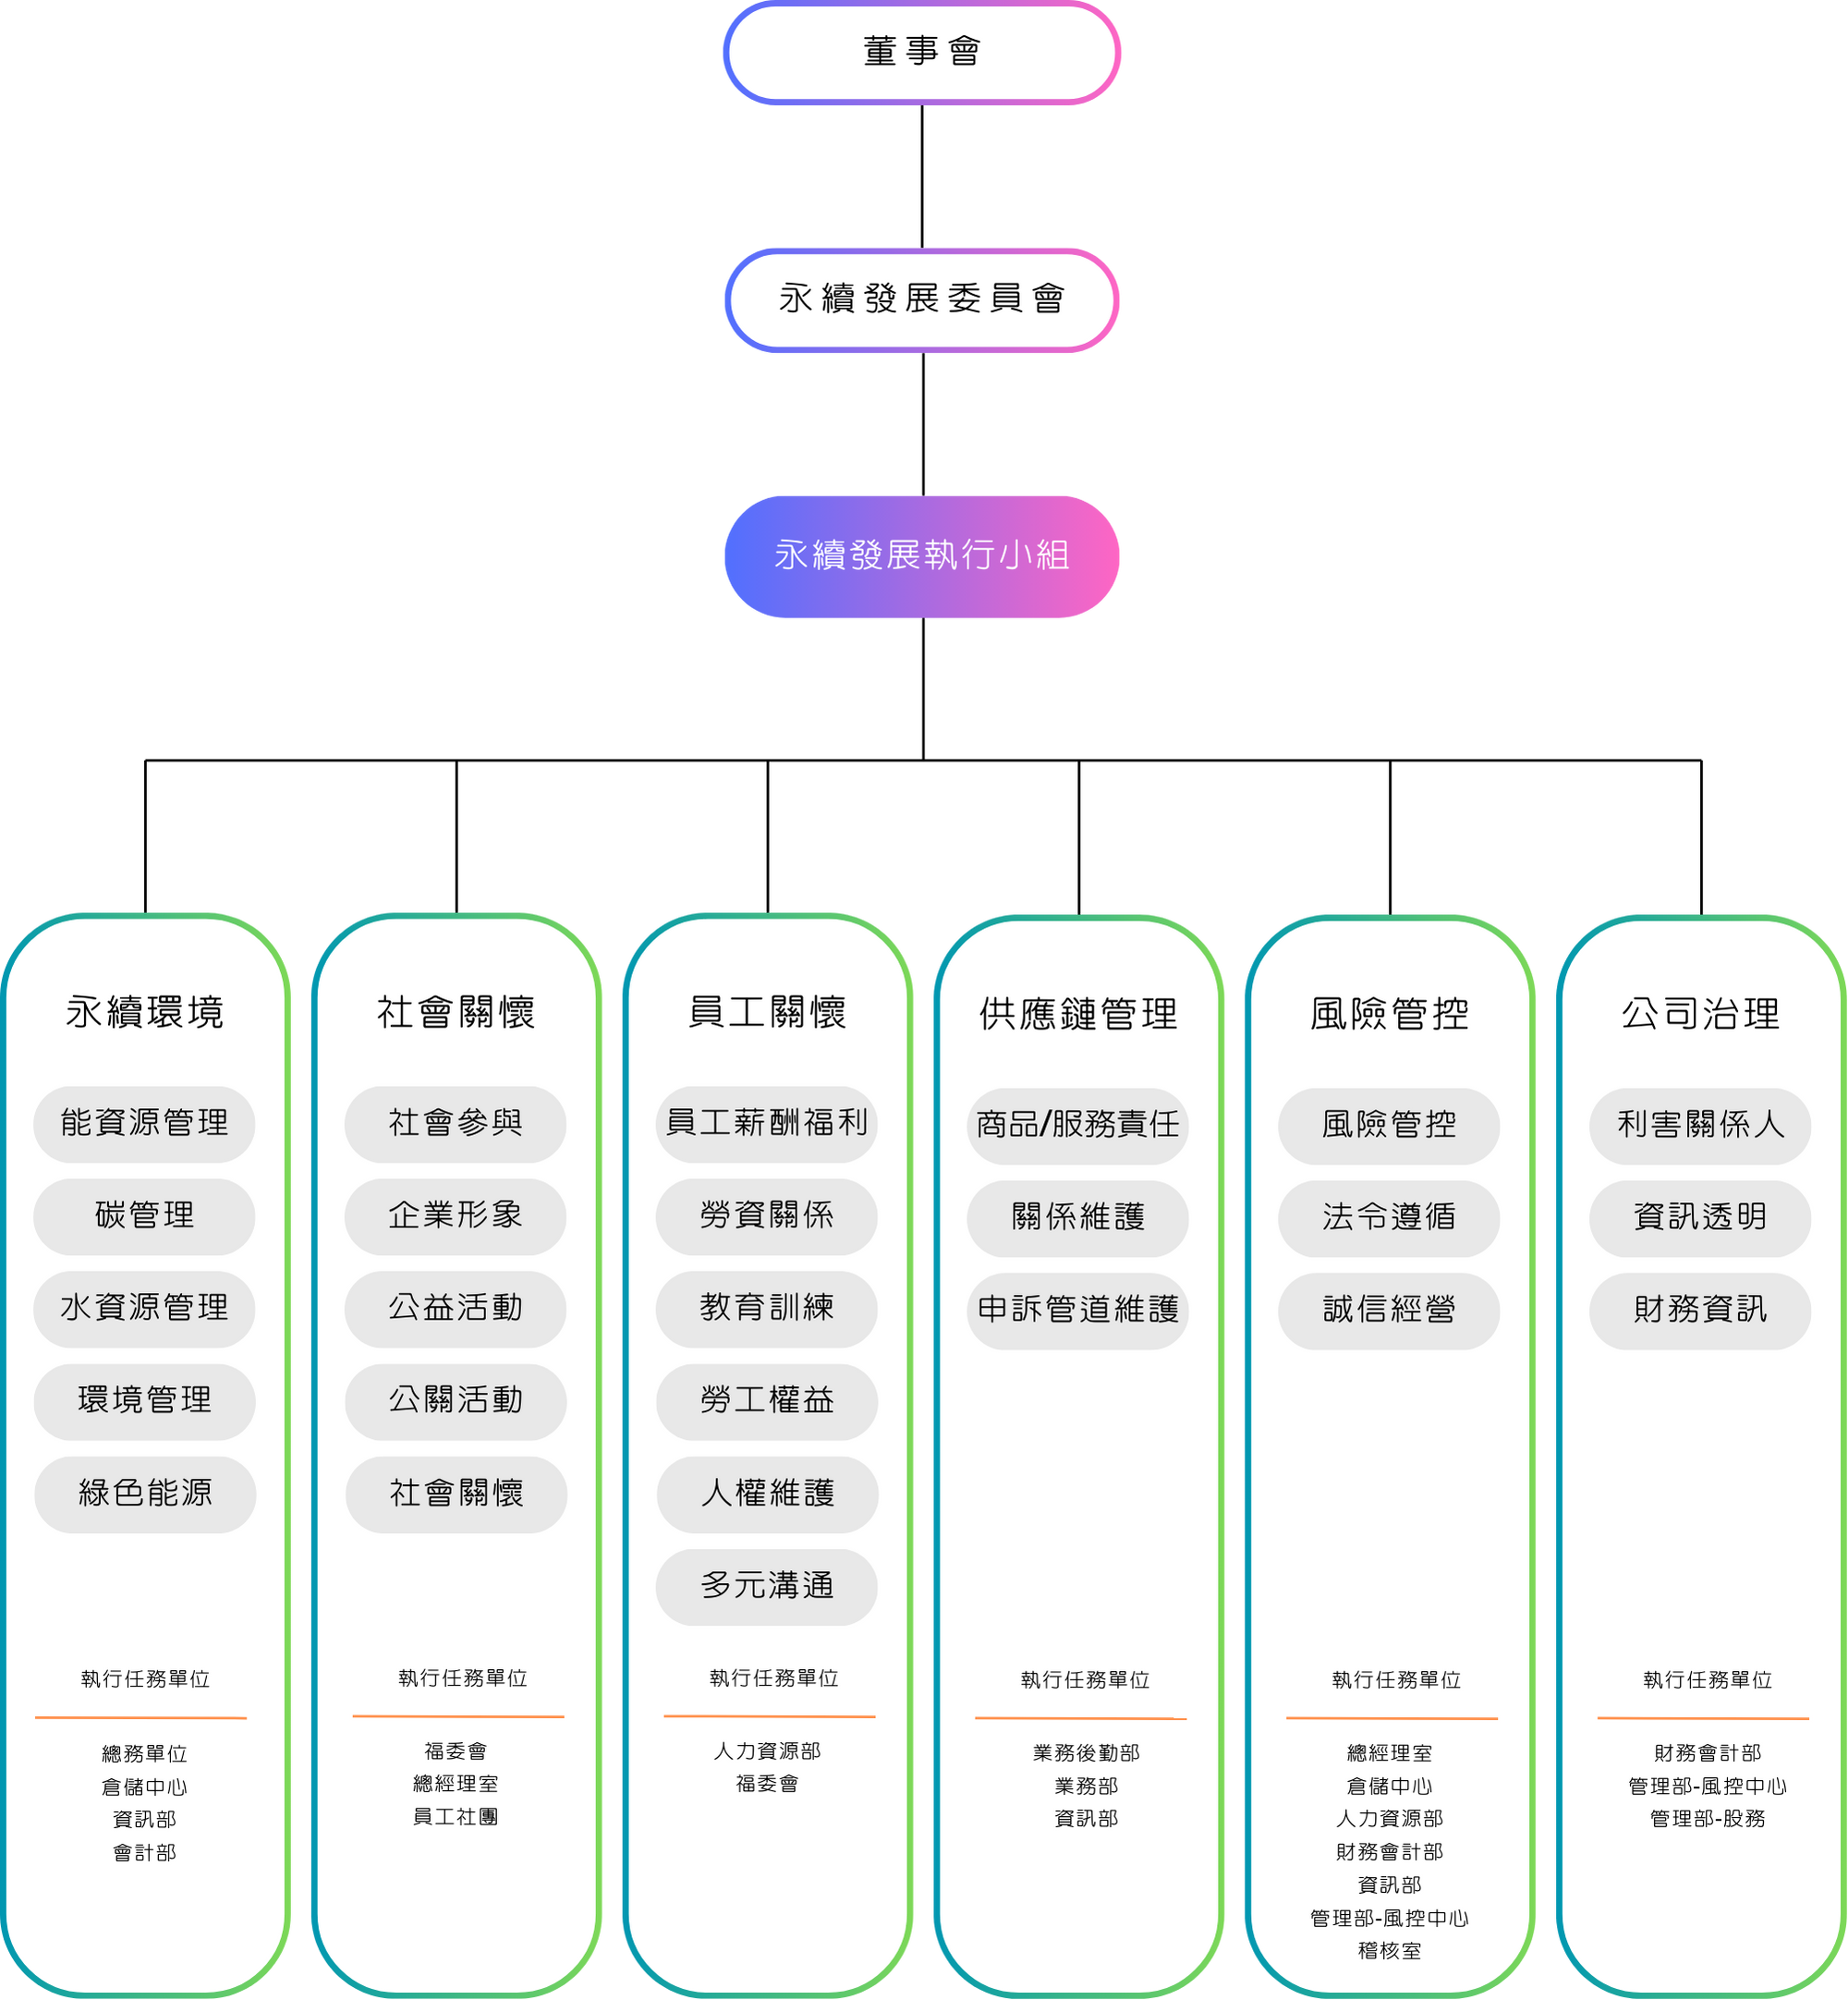 董事會
永續發展委員會
永續發展執行小組
永續環境
能資源管理
碳管理
水資源管理
環境管理
綠色能源
執行任務單位
總務單位
倉儲中心
資訊部
會計部
社會關懷
社會參與
企業形象
公益活動
公關活動
社會關懷
執行任務單位
福委會
總經理室
員工社團
員工關懷
員工薪酬福利
勞資關係
教育訓練
勞工權益
人權維護
多元溝通
執行任務單位
人力資源部
福委會
供應鏈管理
商品/服務責任
關係維護
申訴管道維護
執行任務單位
業務後勤部
業務部
資訊部
風險管控
風險管控
法令遵循
誠信經營
執行任務單位
總經理室
倉儲中心
人力資源部
財務會計部
資訊部
管理部-風控中心
稽核室
公司治理
利害關係人
資訊透明
財務資訊
執行任務單位
財務會計部
管理部-風控中心
管理部-股務